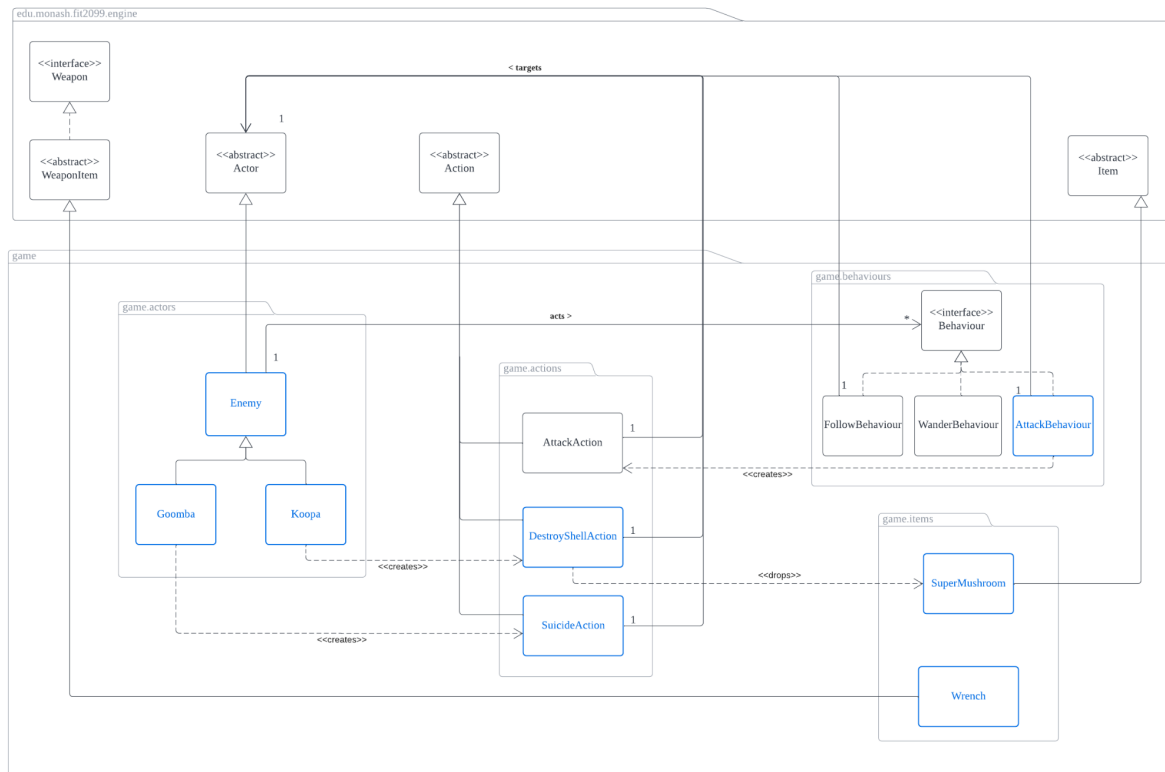 edu.monash.fit2099.engine
<<interface>>
Weapon
< targets
1
<<abstract>>
WeaponItem
<<abstract>>
Actor
<<abstract>>
Action
<<abstract>>
Item
game
game.behaviours
game.actors
acts >
*
<<interface>>
Behaviour
1
game.actions
Enemy
1
1
FollowBehaviour
WanderBehaviour
AttackBehaviour
AttackAction
1
<<creates>>
Goomba
Koopa
game.items
DestroyShellAction
1
<<creates>>
<<drops>>
SuperMushroom
SuicideAction
1
<<creates>>
Wrench